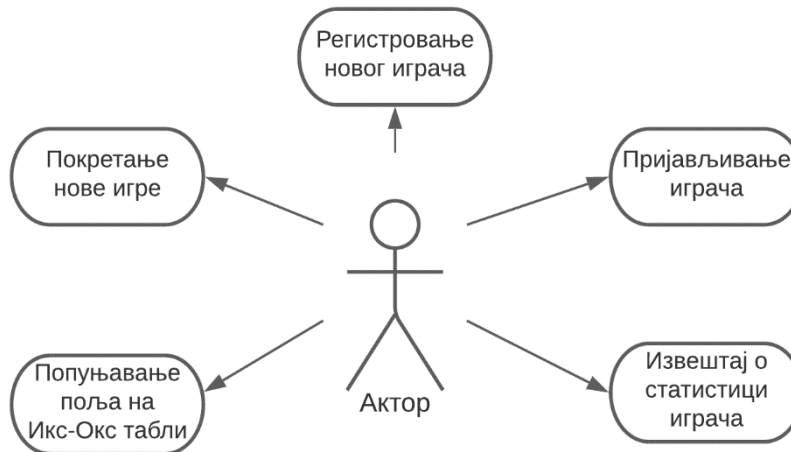 Регистровање
новог играча
Покретање
нове игре
Пријављивање
играча
Попуњавање
поља на
Икс-Окс табли
Актор
Извештај о
статистици
играча